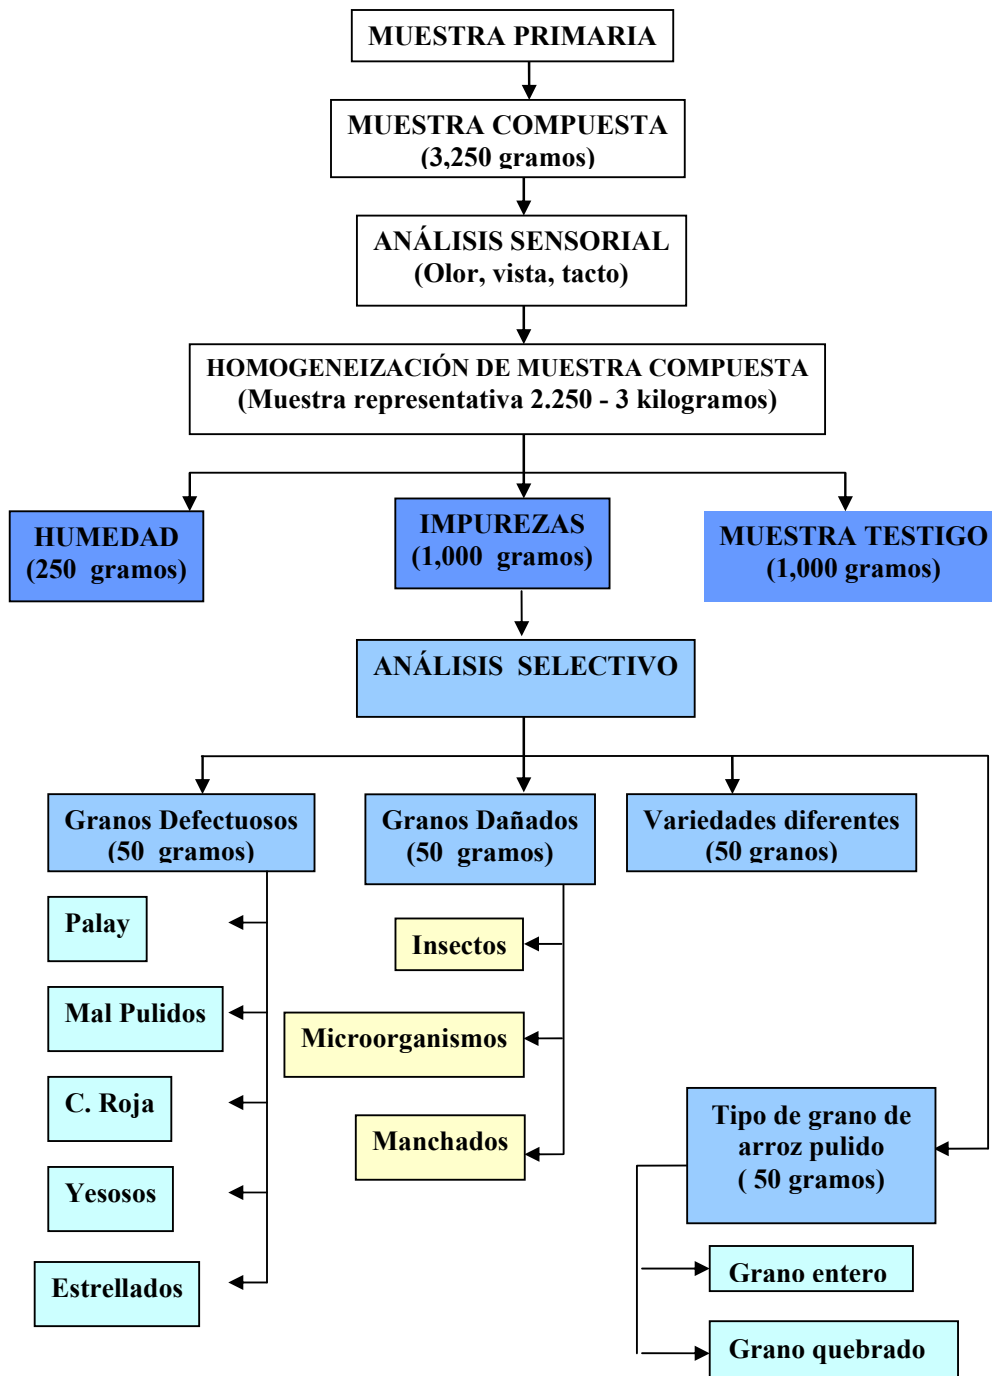 MUESTRA PRIMARIA
MUESTRA COMPUESTA
(3,250 gramos)
ANÁLISIS SENSORIAL
(Olor, vista, tacto)
HOMOGENEIZACIÓN DE MUESTRA COMPUESTA
(Muestra representativa 2.250 - 3 kilogramos)
HUMEDAD
(250 gramos)
IMPUREZAS
(1,000 gramos)
MUESTRA TESTIGO
(1,000 gramos)
ANÁLISIS SELECTIVO
Granos Defectuosos
(50 gramos)
Granos Dañados
(50 gramos)
Variedades diferentes
(50 granos)
Palay
Mal Pulidos
C. Roja
Yesosos
Estrellados
Insectos
Microorganismos
Manchados
Tipo de grano de
arroz pulido
( 50 gramos)
Grano entero
Grano quebrado